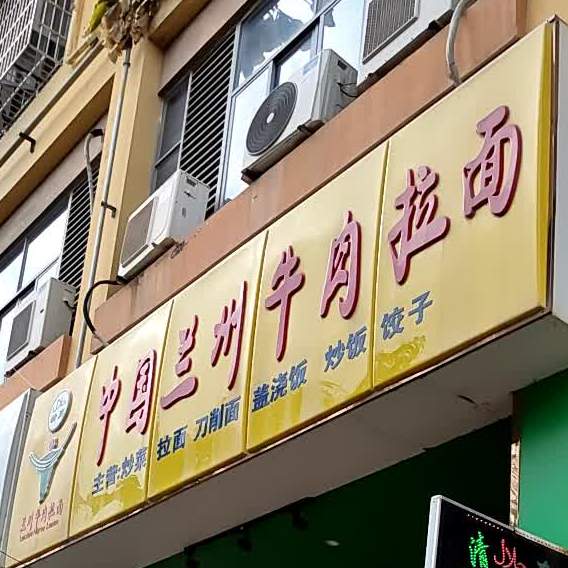 中国兰州牛肉拉面
主营:炒菜 拉面 刀削面 盖浇饭 炒饭 饺子
兰州牛肉拉面
清